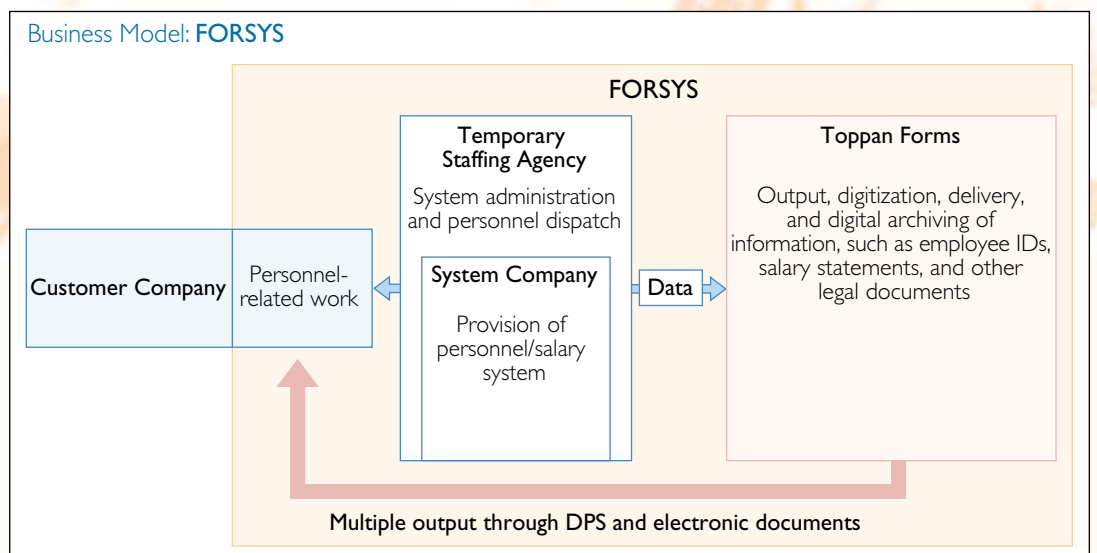 Business Model: FORSYS
FORSYS
Customer Company
Personnel-
related work
Temporary
Staffing Agency
System administration
and personnel dispatch
System Company
Provision of
personnel/salary
system
Data
Toppan Forms
Output, digitization, delivery,
and digital archiving of
information, such as employee IDs,
salary statements, and other
legal documents
Multiple output through DPS and electronic documents